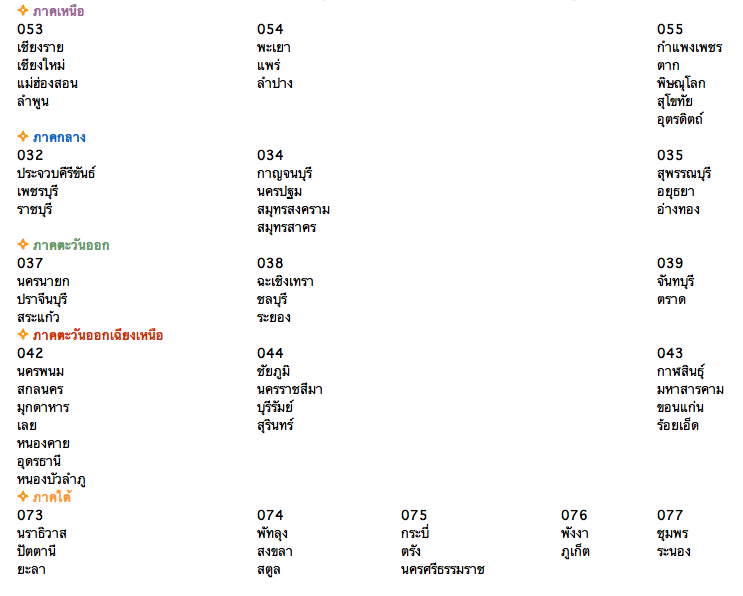 ภาคเหนือ
053 054 055
เชียงราย พะเยา กำแพงเพชร
เชียงใหม่ แพร่ ตาก
แม่ฮ่องสอน ลำปาง พิษณุโลก
ลำพูน สุโขทัย
อุตรดิตถ์
ภาคกลาง
032 034 035
ประจวบคีรีขันธ์ กาญจนบุรี สุพรรณบุรี
เพชรบุรี นครปฐม อยุธยา
ราชบุรี สมุทรสงคราม อ่างทอง
สมุทรสาคร
ภาคตะวันออก
037 038 039
นครนายก ฉะเชิงเทรา จันทบุรี
ปราจีนบุรี ชลบุรี ตราด
สระแก้ว ระยอง
ภาคตะวันออกเฉียงเหนือ
042 044 043
นครพนม ชัยภูมิ กาฬสินธุ์
สกลนคร นครราชสีมา มหาสารคาม
มุกดาหาร บุรีรัมย์ ขอนแก่น
เลย สุรินทร์ ร้อยเอ็ด
หนองคาย
อุดรธานี
หนองบัวลำภู
ภาคใต้
073 074 075 076 077
นราธิวาส พัทลุง กระบี่ พังงา ชุมพร
ปัตตานี สงขลา ตรัง ภูเก็ต ระนอง
ยะลา สตูล นครศรีธรรมราช